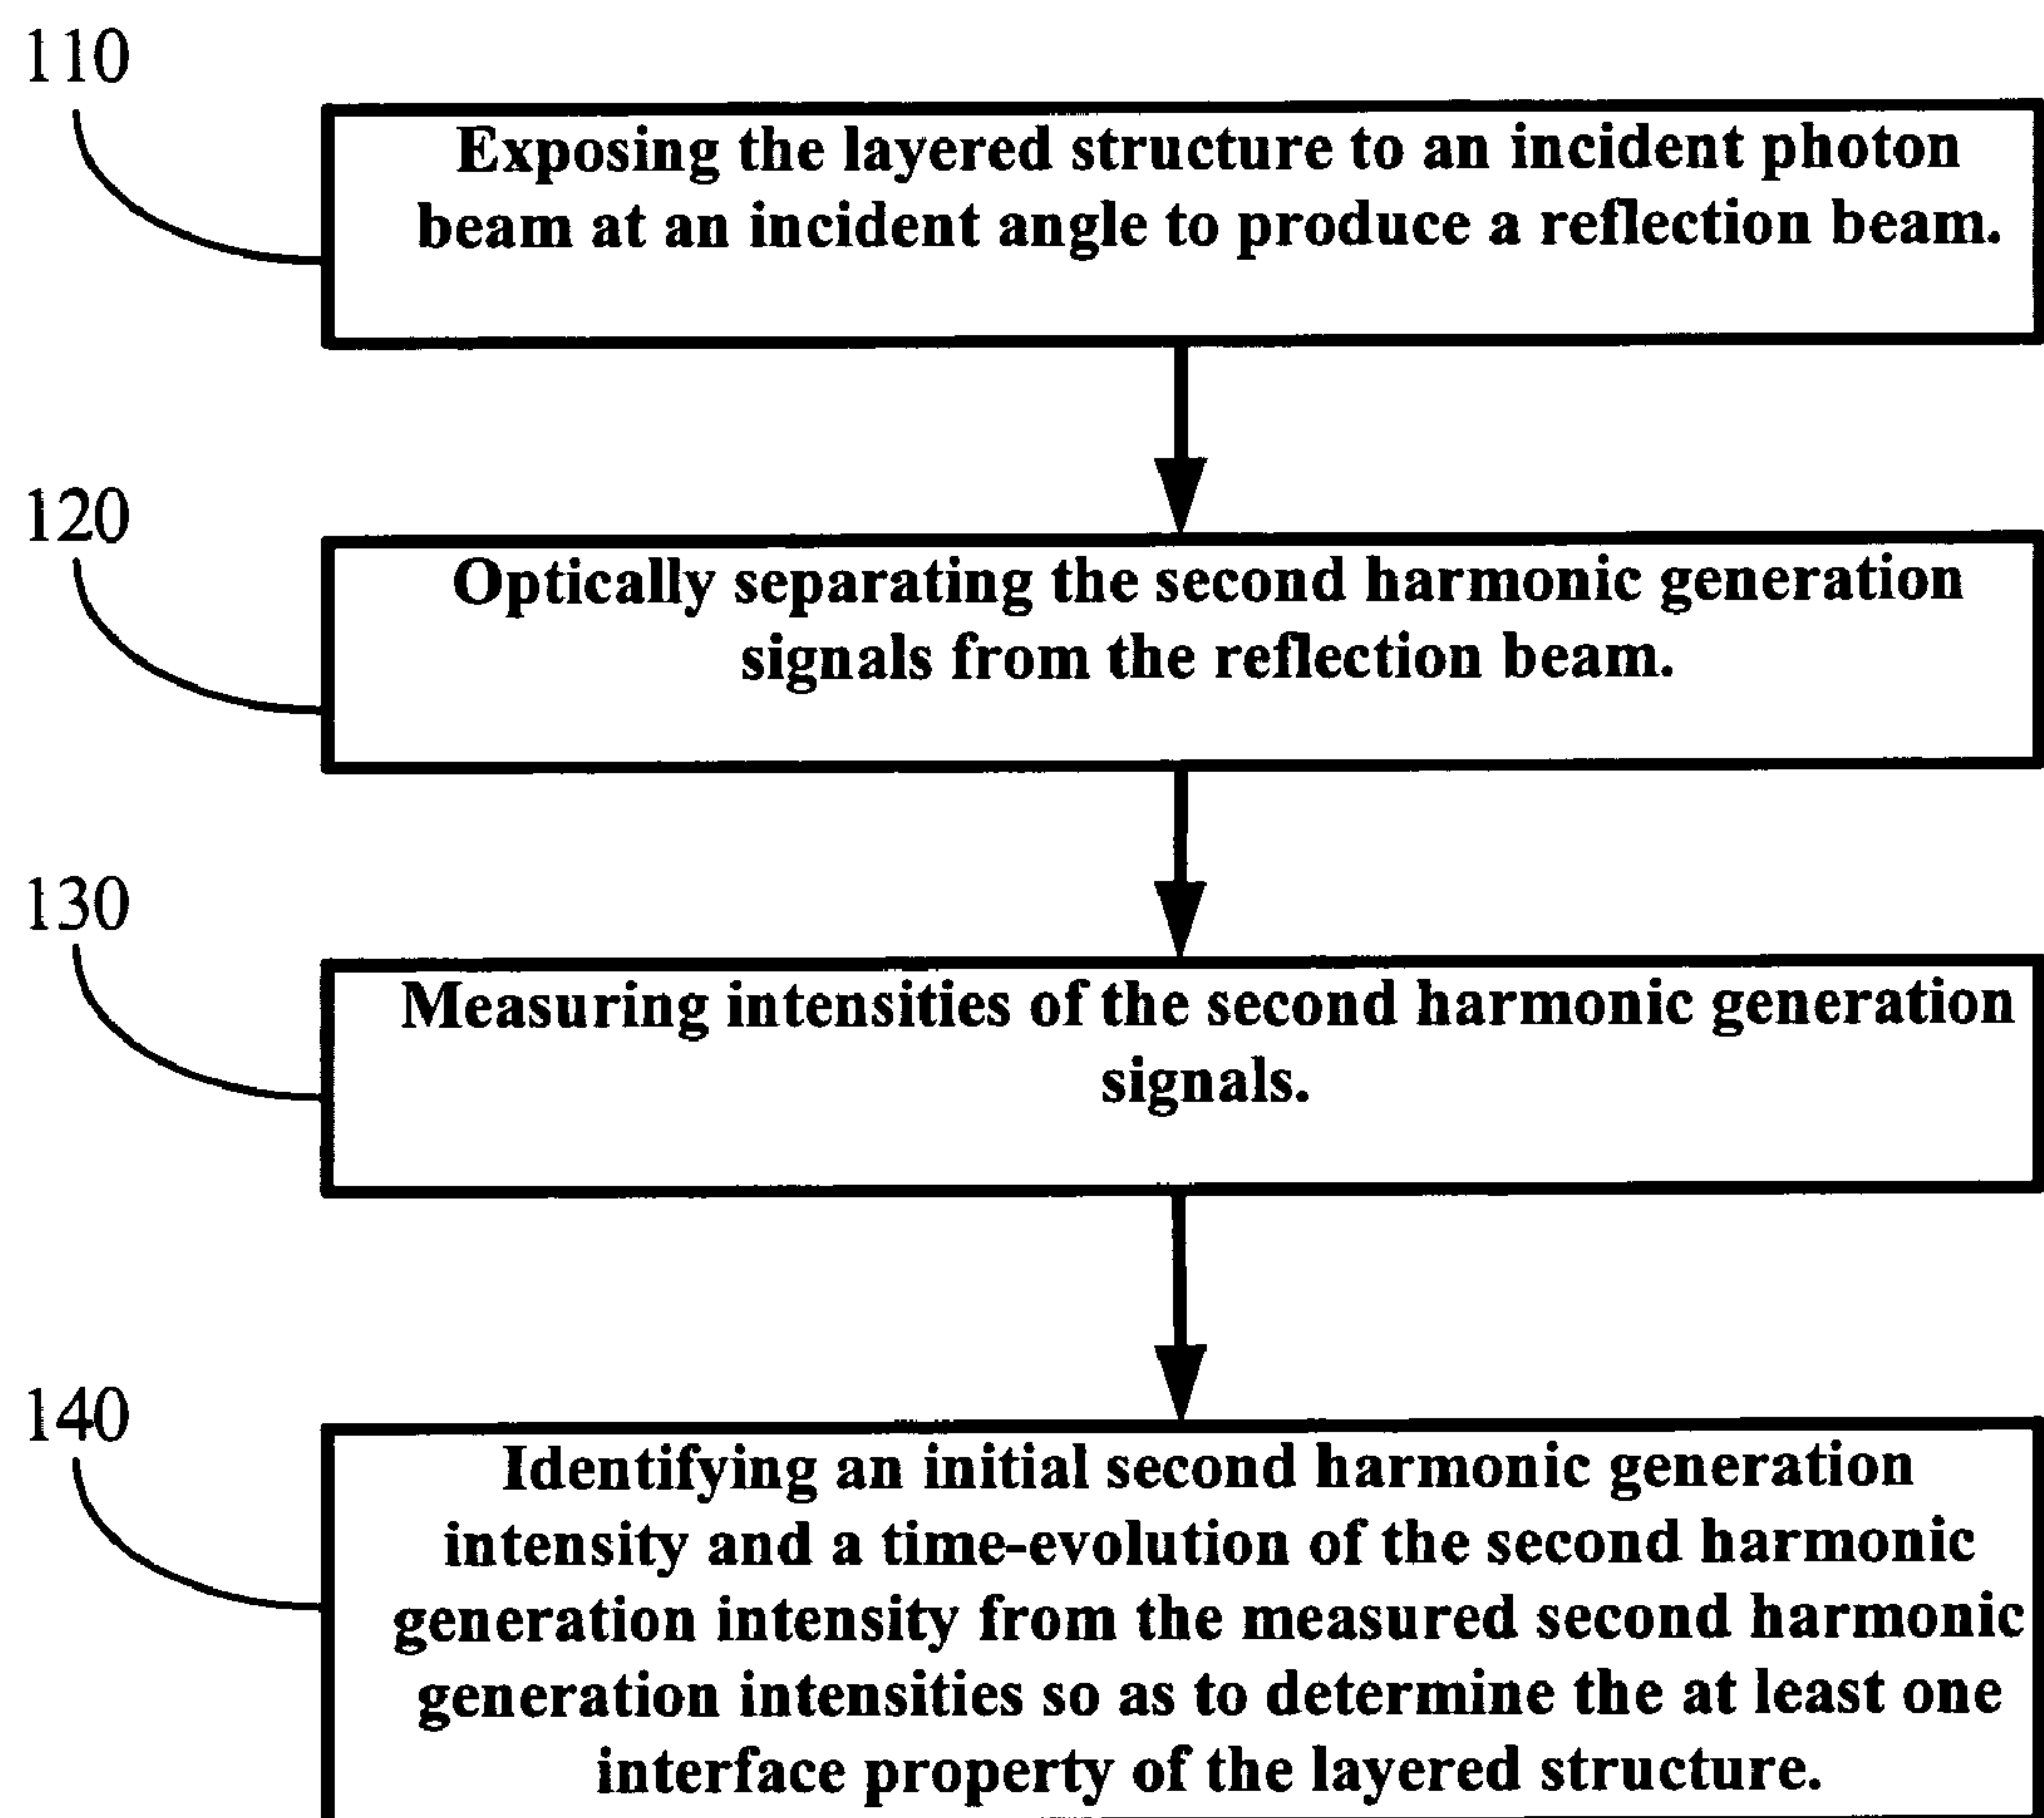 110
Exposing the layered structure to an incident photon
beam at an incident angle to produce a reflection beam.
120
Optically separating the second harmonic generation
signals from the reflection beam.
130
Measuring intensities of the second harmonic generation
signals.
140
Identifying an initial second harmonic generation
intensity and a time-evolution of the second harmonic
generation intensity from the measured second harmonic
generation intensities so as to determine the at least one
interface property of the layered structure.